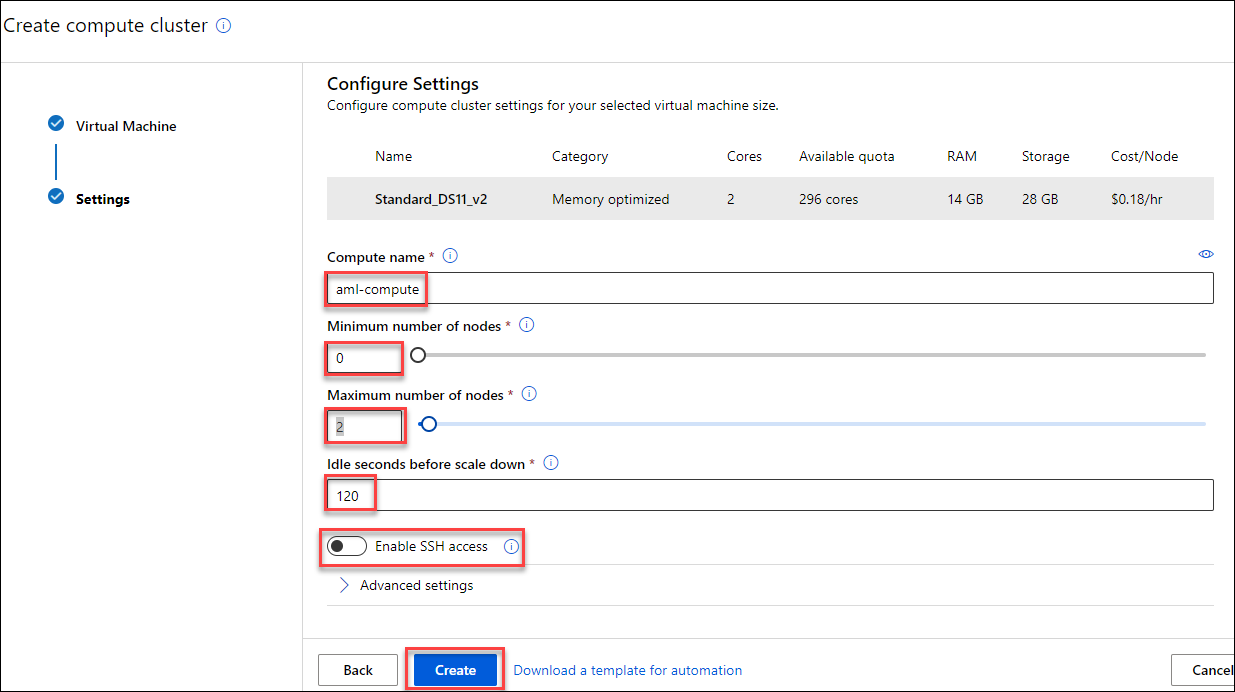 Create compute cluster
Virtual Machine
Settings
Configure Settings
Configure compute cluster settings for your selected virtual machine size.
Name Category Cores Available quota RAM Storage Cost/Node
Standard_DS11_v2 Memory optimized 2 296 cores 14 GB 28 GB $0.18/hr
Compute name *
aml-compute
Minimum number of nodes *
0
Maximum number of nodes *
2
Idle seconds before scale down *
120
Enable SSH access
Advanced settings
Back Create Download a template for automation Cancel